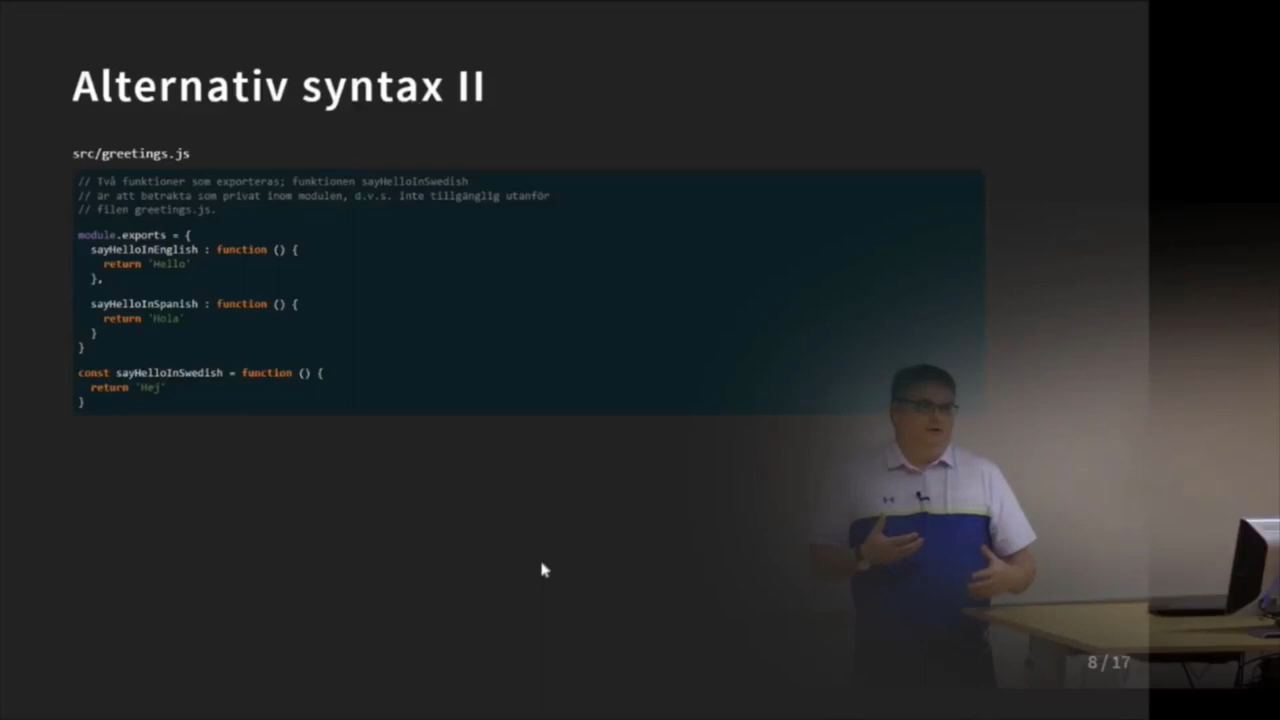 Alternativ syntax II
src/greetings.js
// Två funktioner som exporteras; funktionen sayHelloInSwedish
// är att betrakta som privat inom modulen, d.v.s. inte tillgänglig utanför
// filen greetings.js.
module.exports = {
sayHelloInEnglish : function () {
return 'Hello'
},
sayHelloInSpanish : function () {
return 'Hola'
}
}
const sayHelloInSwedish = function () {
return 'Hej'
}
8 / 17